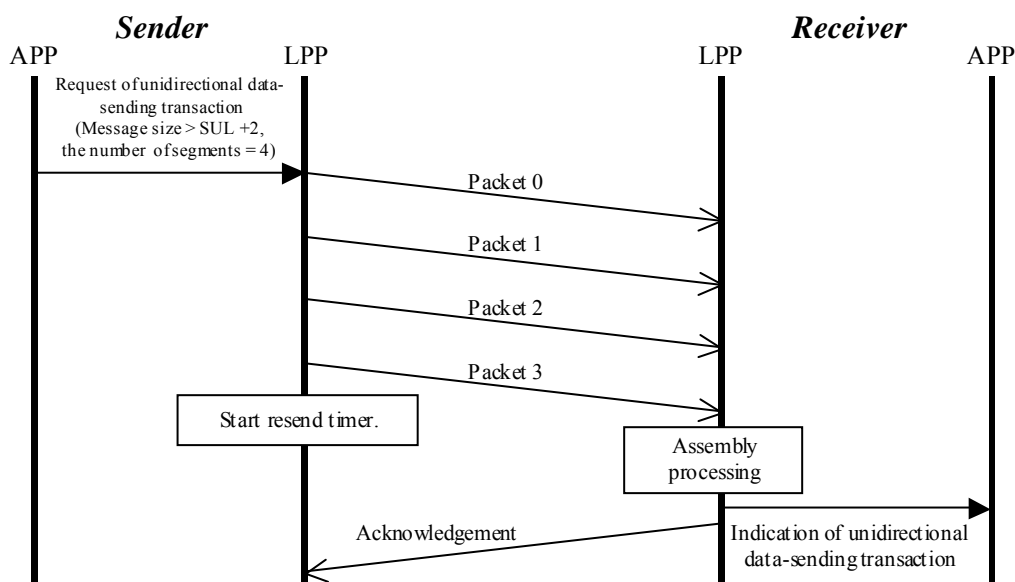 Sender
Receiver
APP
LPP
LPP
APP
Request of unidirectional data-
sending transaction
(Message size > SUL +2,
the number of segments = 4)
Packet 0
Packet 1
Packet 2
Packet 3
Start resend timer.
Assembly
processing
Acknowledgement
Indication of unidirectional
data-sending transaction